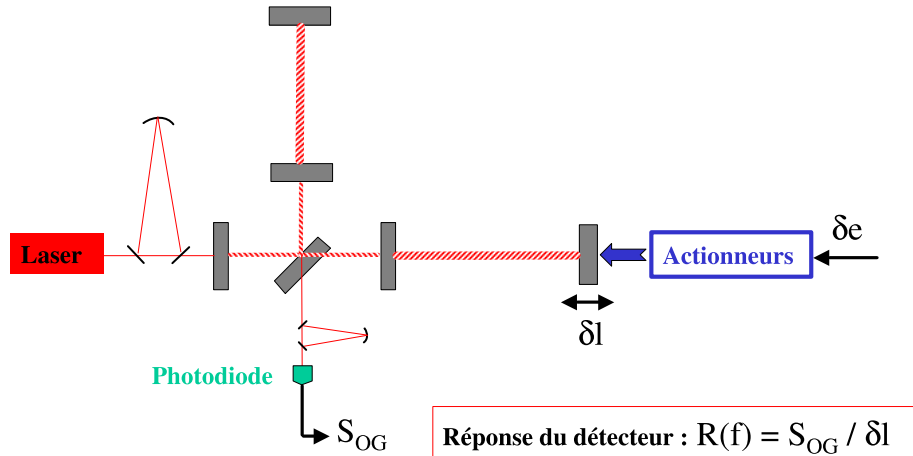 Laser
Actionneurs
δe
δl
Photodiode
S_OG
Réponse du détecteur : R(f) = S_OG / δl